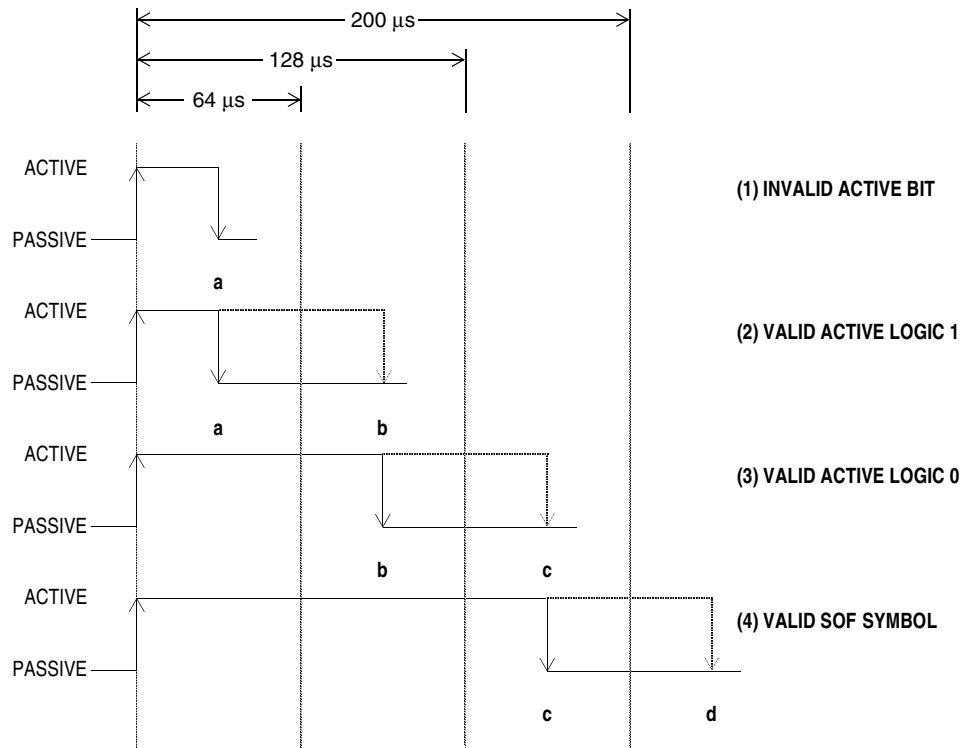 200 μs
128 μs
64 μs
ACTIVE
(1) INVALID ACTIVE BIT
PASSIVE
a
ACTIVE
(2) VALID ACTIVE LOGIC 1
PASSIVE
a b
ACTIVE
(3) VALID ACTIVE LOGIC 0
PASSIVE
b c
ACTIVE
(4) VALID SOF SYMBOL
PASSIVE
c d